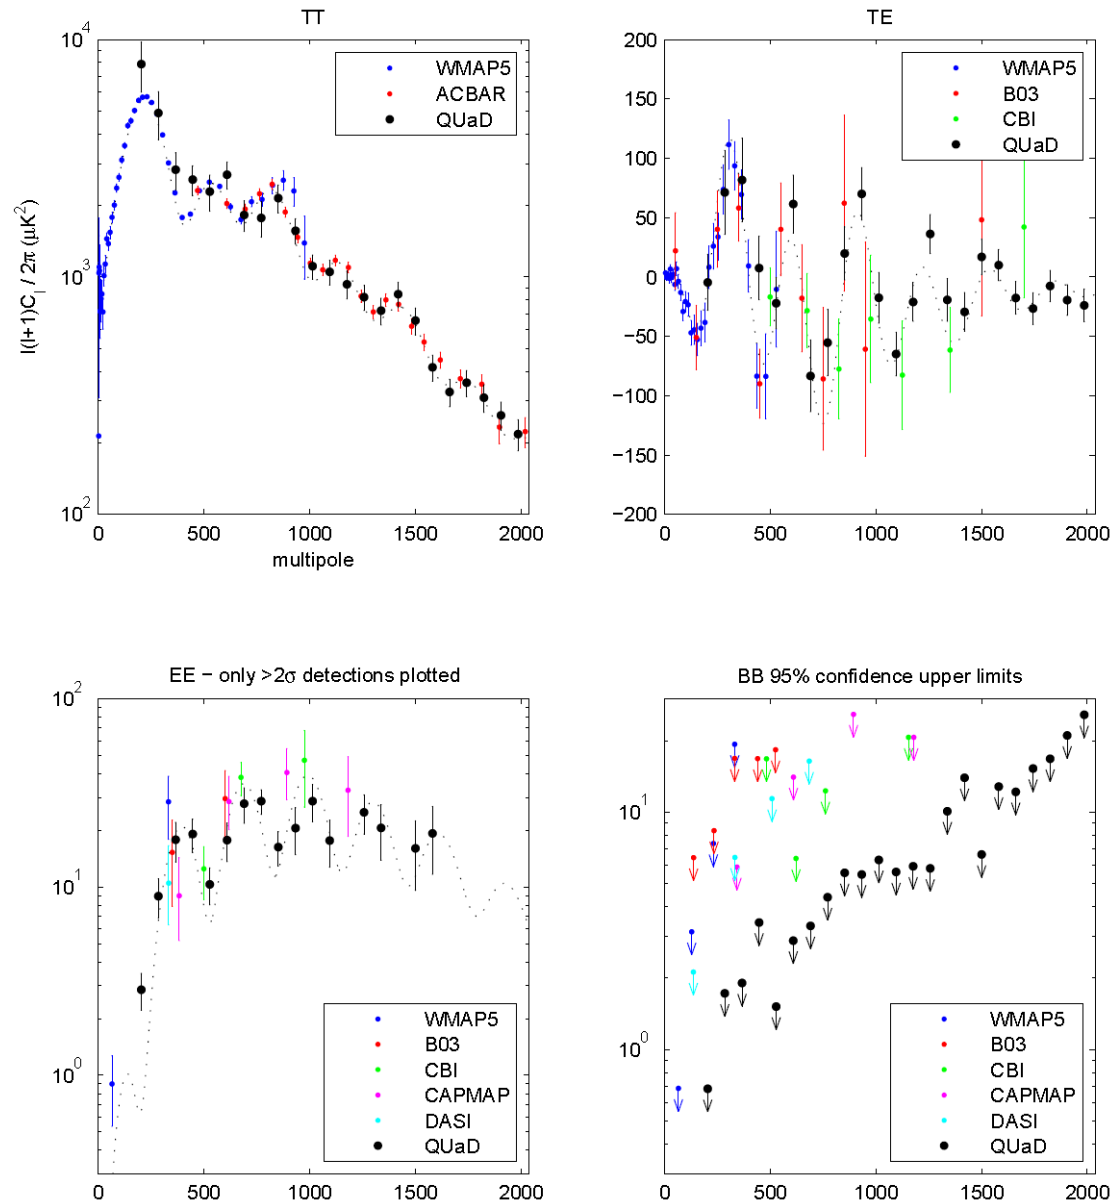 TT
10^4
10^3
10^2
l(l+1)C_l / 2π (μK^2)
WMAP5
ACBAR
QUaD
0 500 1000 1500 2000
multipole
TE
200
150
100
50
0
−50
−100
−150
−200
WMAP5
B03
CBI
QUaD
0 500 1000 1500 2000
EE − only >2σ detections plotted
10^2
10^1
10^0
WMAP5
B03
CBI
CAPMAP
DASI
QUaD
0 500 1000 1500 2000
BB 95% confidence upper limits
10^1
10^0
WMAP5
B03
CBI
CAPMAP
DASI
QUaD
0 500 1000 1500 2000